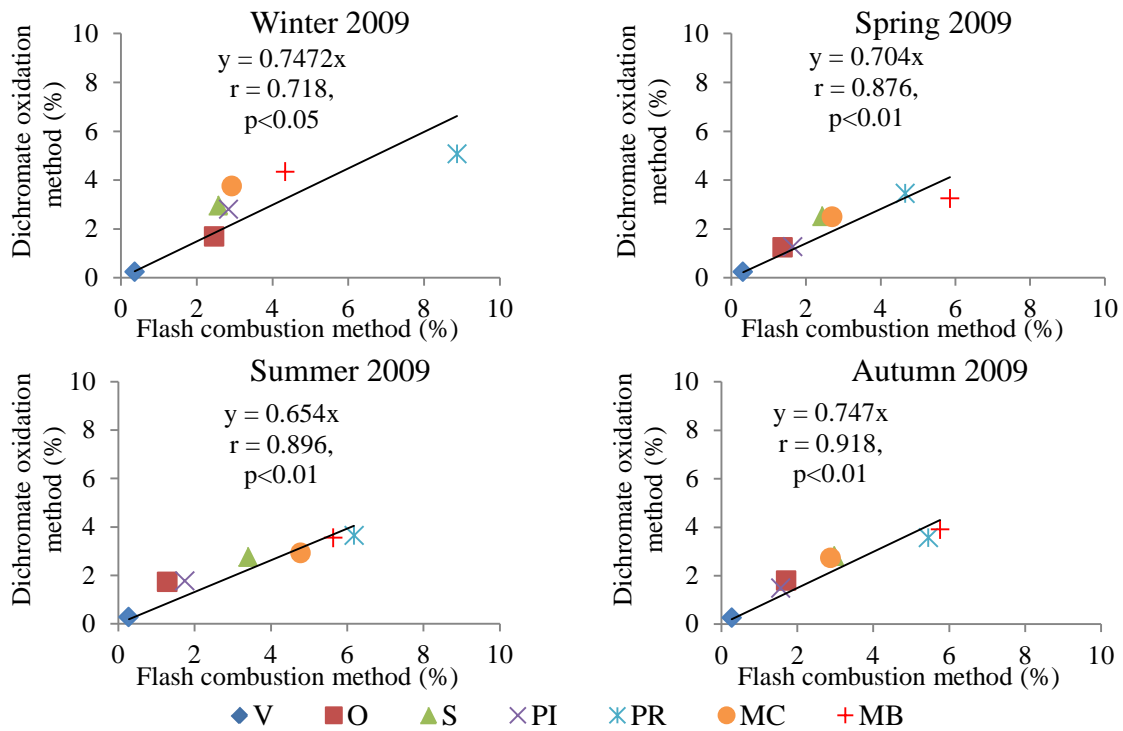 Winter 2009
y = 0.7472x
r = 0.718,
p<0.05
Dichromate oxidation
method (%)
10
8
6
4
2
0
0 2 4 6 8 10
Flash combustion method (%)
Spring 2009
y = 0.704x
r = 0.876,
p<0.01
Dichromate oxidation
method (%)
10
8
6
4
2
0
0 2 4 6 8 10
Flash combustion method (%)
Summer 2009
y = 0.654x
r = 0.896,
p<0.01
Dichromate oxidation
method (%)
10
8
6
4
2
0
0 2 4 6 8 10
Flash combustion method (%)
Autumn 2009
y = 0.747x
r = 0.918,
p<0.01
Dichromate oxidation
method (%)
10
8
6
4
2
0
0 2 4 6 8 10
Flash combustion method (%)
V O S PI PR MC MB